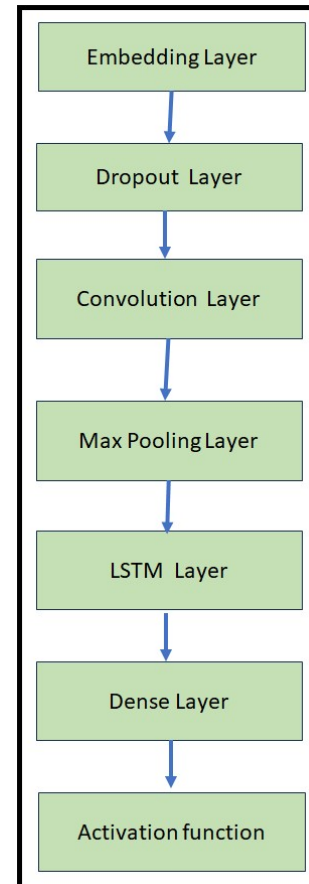 Embedding Layer
Dropout Layer
Convolution Layer
Max Pooling Layer
LSTM Layer
Dense Layer
Activation function